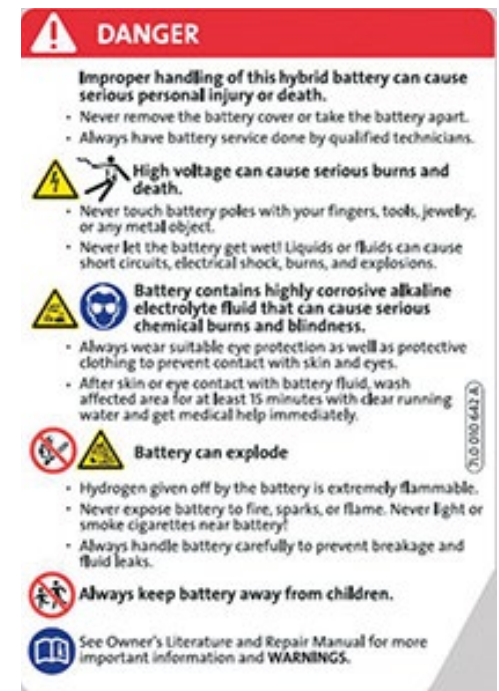 DANGER
Improper handling of this hybrid battery can cause
serious personal injury or death.
• Never remove the battery cover or take the battery apart.
• Always have battery service done by qualified technicians.
High voltage can cause serious burns and
death.
• Never touch battery poles with your fingers, tools, jewelry,
or any metal object.
• Never let the battery get wet! Liquids or fluids can cause
short circuits, electrical shock, burns, and explosions.
Battery contains highly corrosive alkaline
electrolyte fluid that can cause serious
chemical burns and blindness.
• Always wear suitable eye protection as well as protective
clothing to prevent contact with skin and eyes.
• After skin or eye contact with battery fluid, wash
affected area for at least 15 minutes with clear running
water and get medical help immediately.
7L0 010 642 A
Battery can explode
• Hydrogen given off by the battery is extremely flammable.
• Never expose battery to fire, sparks, or flame. Never light or
smoke cigarettes near battery!
• Always handle battery carefully to prevent breakage and
fluid leaks.
Always keep battery away from children.
See Owner's Literature and Repair Manual for more
important information and WARNINGS.